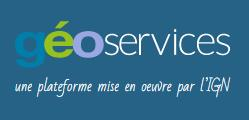 géoservices
une plateforme mise en oeuvre par l'IGN